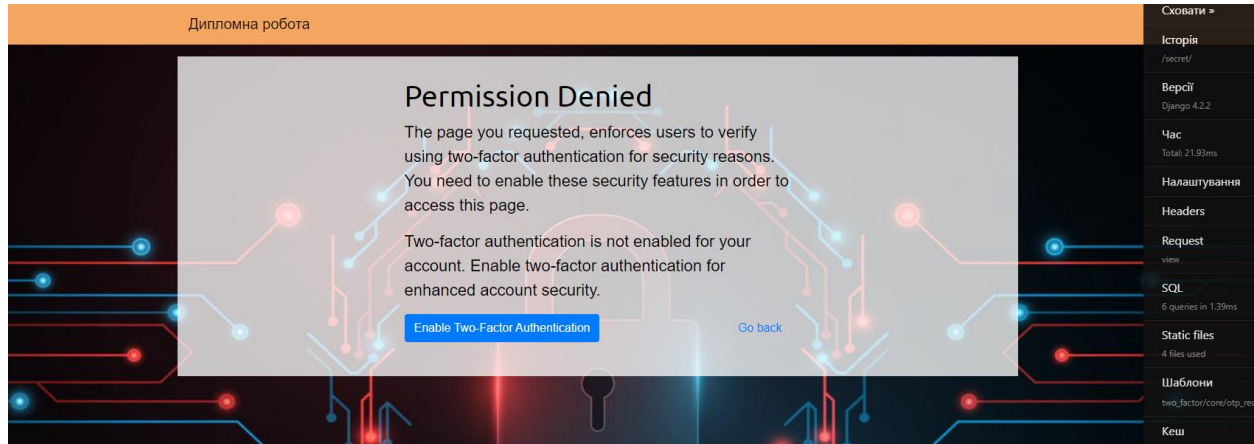 Дипломна робота
Permission Denied
The page you requested, enforces users to verify
using two-factor authentication for security reasons.
You need to enable these security features in order to
access this page.
Two-factor authentication is not enabled for your
account. Enable two-factor authentication for
enhanced account security.
Enable Two-Factor Authentication
Go back
Сховати »
Історія
/secret/
Версії
Django 4.2.2
Час
Total: 21.93ms
Налаштування
Headers
Request
view
SQL
6 queries in 1.39ms
Static files
4 files used
Шаблони
two_factor/core/otp_rec
Кеш